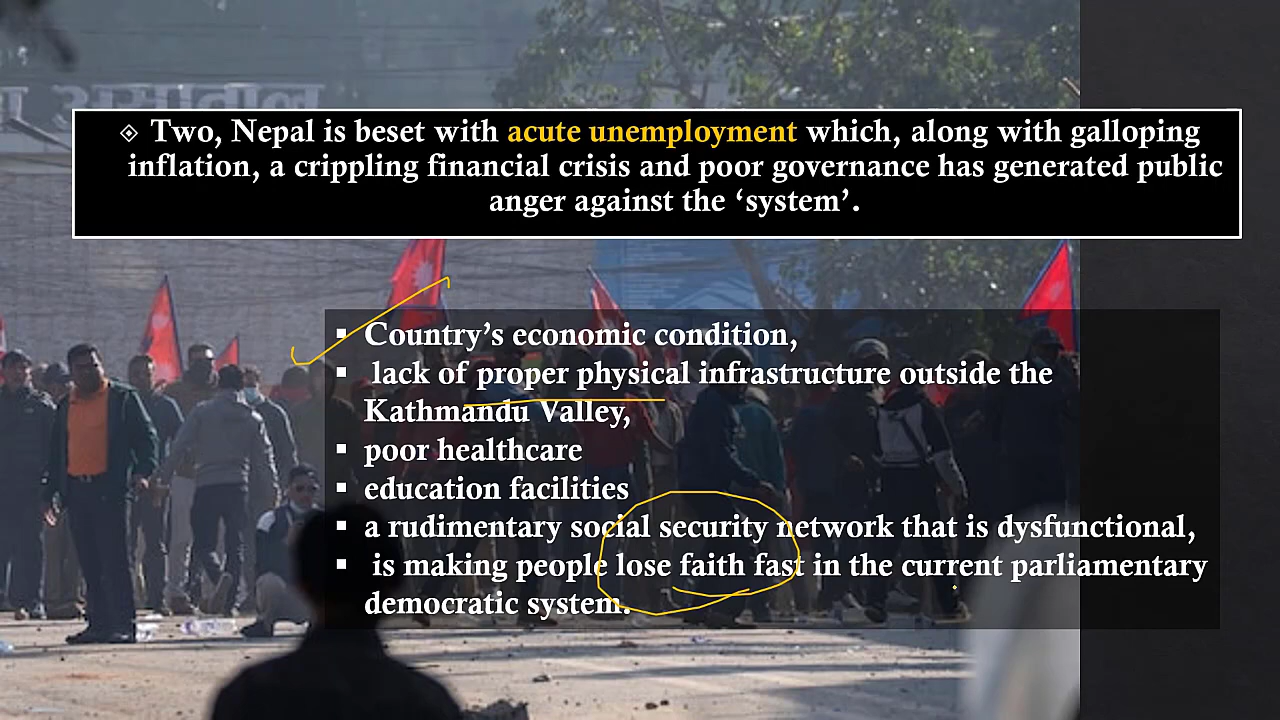 ◈ Two, Nepal is beset with acute unemployment which, along with galloping
inflation, a crippling financial crisis and poor governance has generated public
anger against the ‘system’.
▪ Country’s economic condition,
▪ lack of proper physical infrastructure outside the
Kathmandu Valley,
▪ poor healthcare
▪ education facilities
▪ a rudimentary social security network that is dysfunctional,
▪ is making people lose faith fast in the current parliamentary
democratic system.